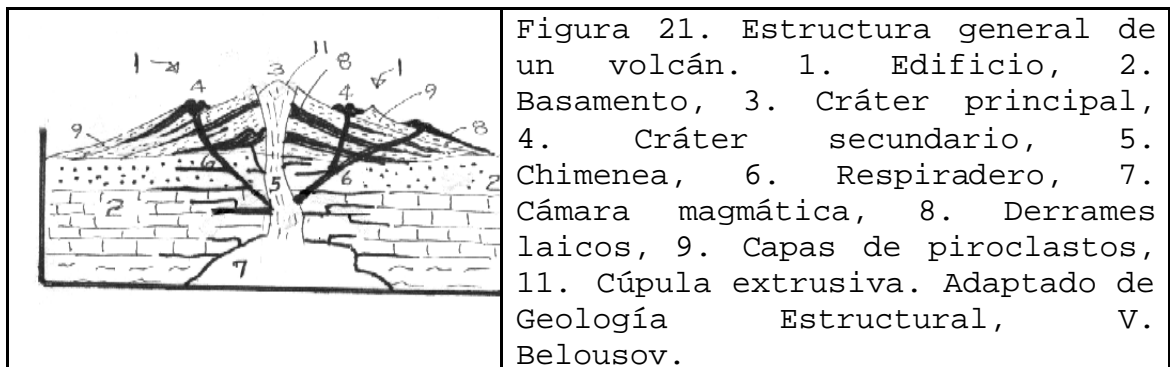 Figura 21. Estructura general de
un volcán. 1. Edificio, 2.
Basamento, 3. Cráter principal,
4. Cráter secundario, 5.
Chimenea, 6. Respiradero, 7.
Cámara magmática, 8. Derrames
laicos, 9. Capas de piroclastos,
11. Cúpula extrusiva. Adaptado de
Geología Estructural, V.
Belousov.
11
1 3 8 1
4 4 9
9 8
6 5 6 2
2
7